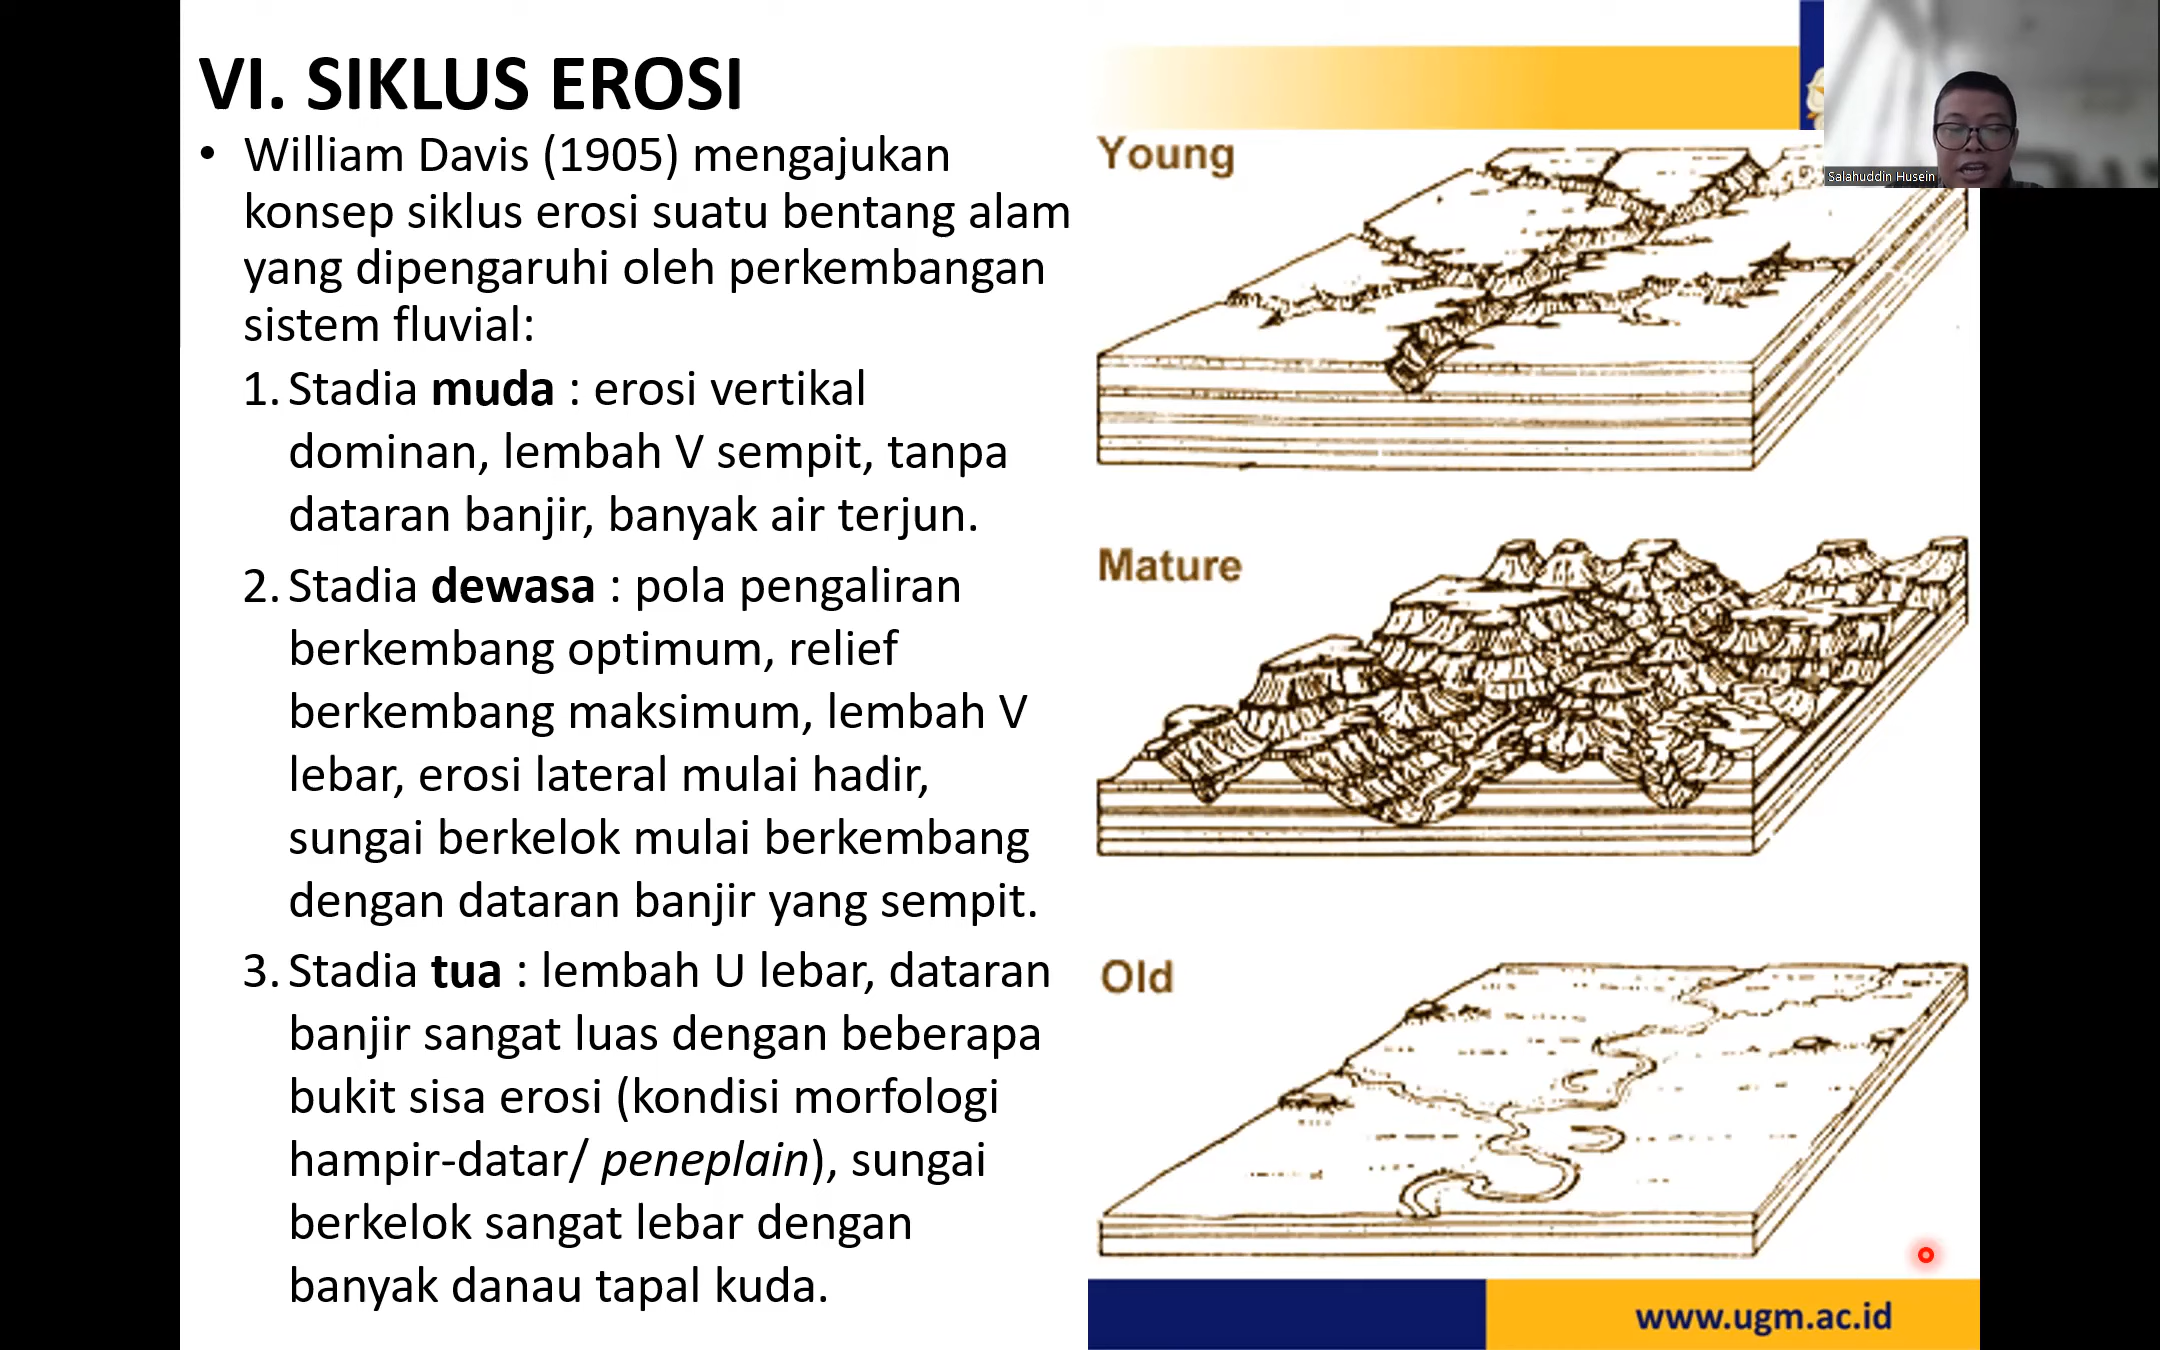 VI. SIKLUS EROSI
• William Davis (1905) mengajukan
konsep siklus erosi suatu bentang alam
yang dipengaruhi oleh perkembangan
sistem fluvial:
1. Stadia muda : erosi vertikal
dominan, lembah V sempit, tanpa
dataran banjir, banyak air terjun.
2. Stadia dewasa : pola pengaliran
berkembang optimum, relief
berkembang maksimum, lembah V
lebar, erosi lateral mulai hadir,
sungai berkelok mulai berkembang
dengan dataran banjir yang sempit.
3. Stadia tua : lembah U lebar, dataran
banjir sangat luas dengan beberapa
bukit sisa erosi (kondisi morfologi
hampir-datar/ peneplain), sungai
berkelok sangat lebar dengan
banyak danau tapal kuda.
Young
Mature
Old
Salahuddin Husein
www.ugm.ac.id